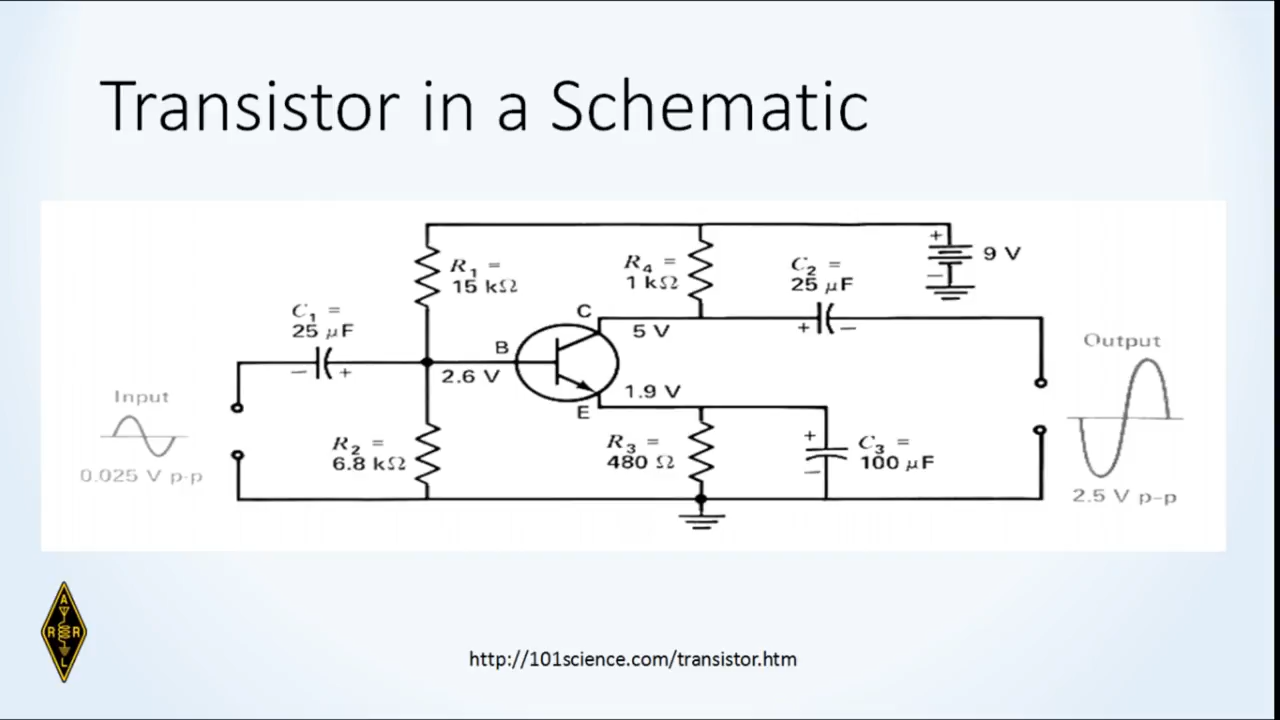 Transistor in a Schematic
R1 =
15 kΩ
R4 =
1 kΩ
C2 =
25 µF
+
−
9 V
C1 =
25 µF
− +
B
C
E
2.6 V
5 V
1.9 V
+ −
Input
0.025 V p-p
R2 =
6.8 kΩ
R3 =
480 Ω
+
−
C3 =
100 µF
Output
2.5 V p-p
A
R R
L
http://101science.com/transistor.htm